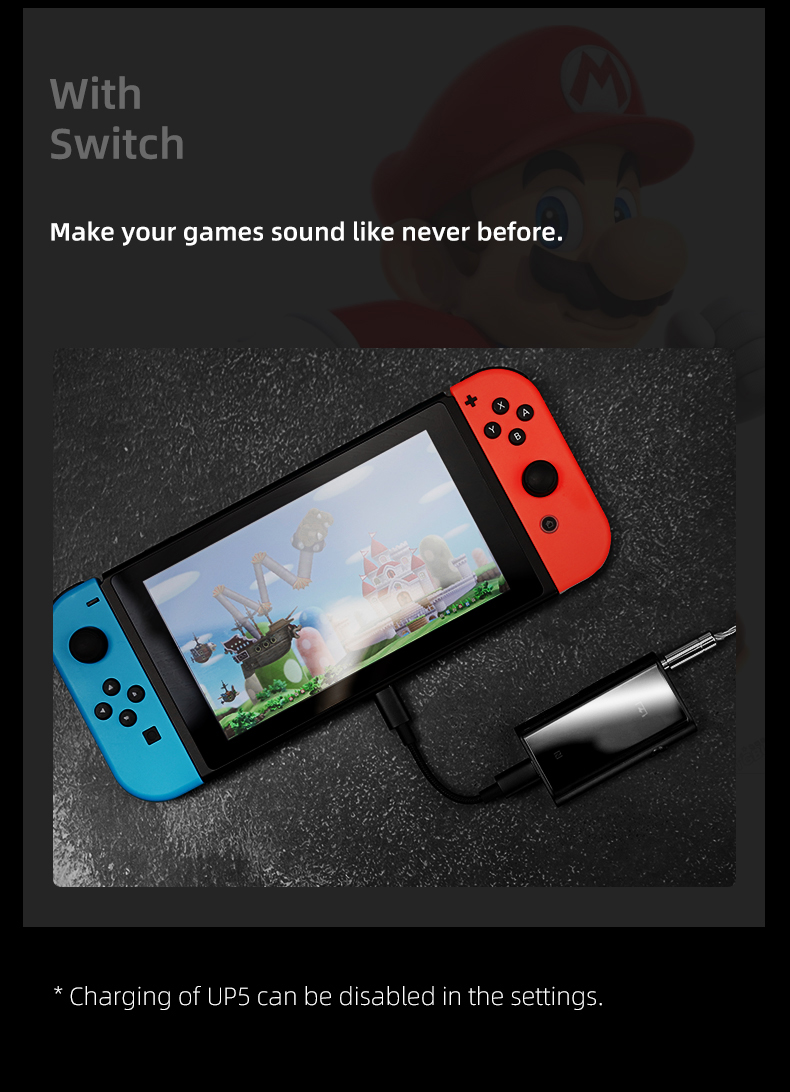 With
Switch
Make your games sound like never before.
M
X
A
Y
B
* Charging of UP5 can be disabled in the settings.